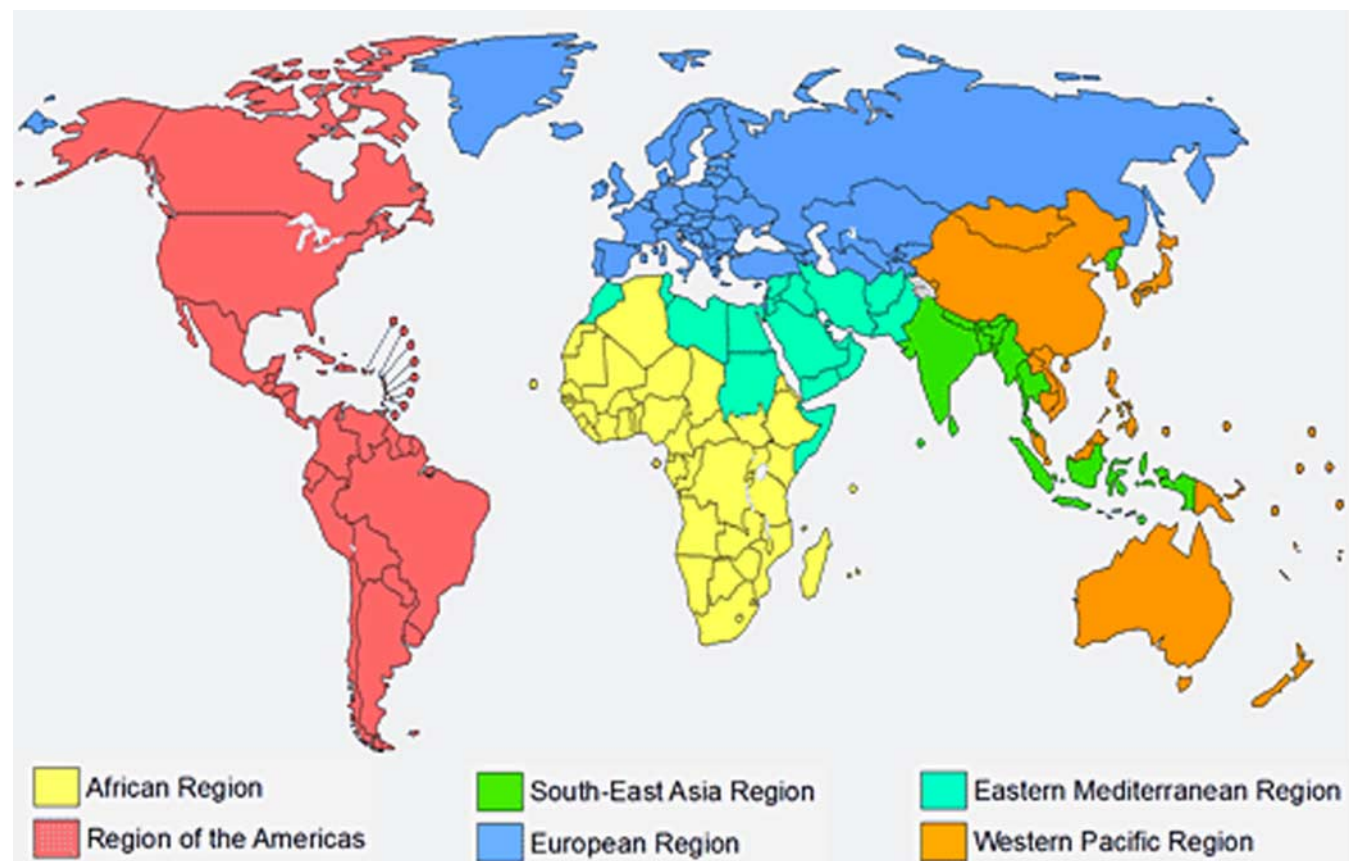 African Region
South-East Asia Region
Eastern Mediterranean Region
Region of the Americas
European Region
Western Pacific Region